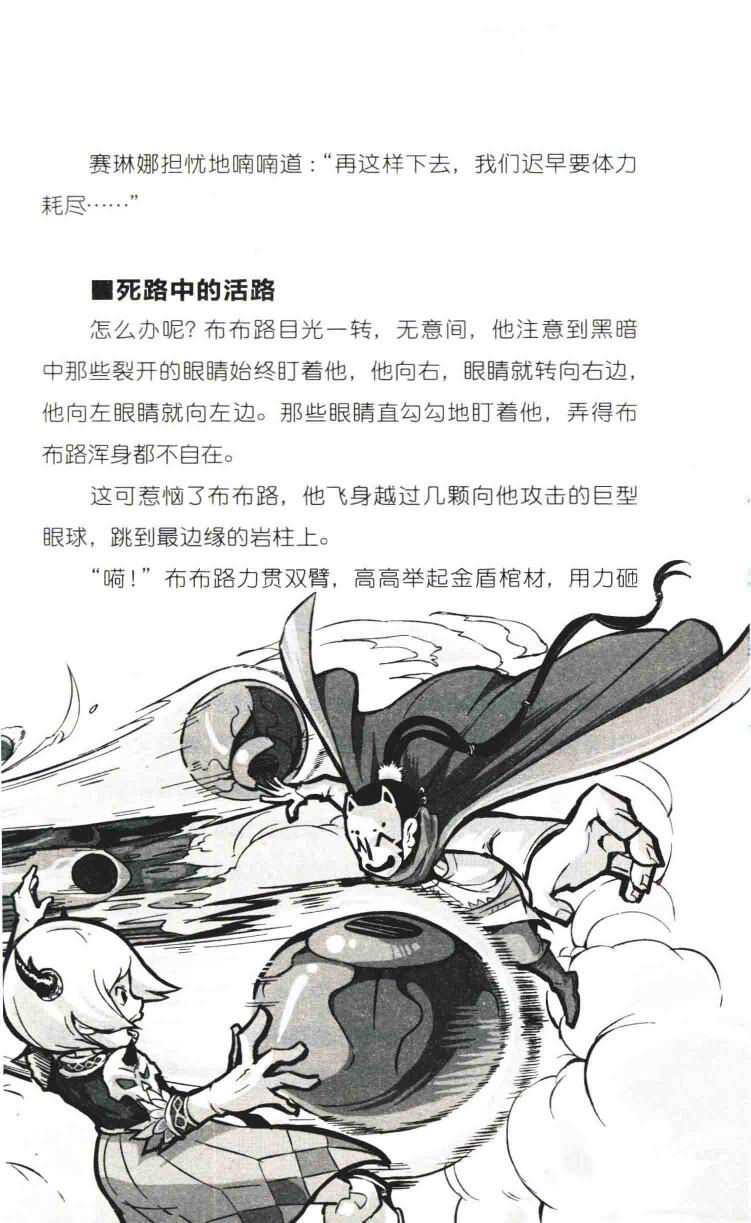 赛琳娜担忧地喃喃道：“再这样下去，我们迟早要体力
耗尽……”
■死路中的活路
怎么办呢？布布路目光一转，无意间，他注意到黑暗
中那些裂开的眼睛始终盯着他，他向右，眼睛就转向右边，
他向左眼睛就向左边。那些眼睛直勾勾地盯着他，弄得布
布路浑身都不自在。
这可惹恼了布布路，他飞身越过几颗向他攻击的巨型
眼球，跳到最边缘的岩柱上。
“嗬！”布布路力贯双臂，高高举起金盾棺材，用力砸